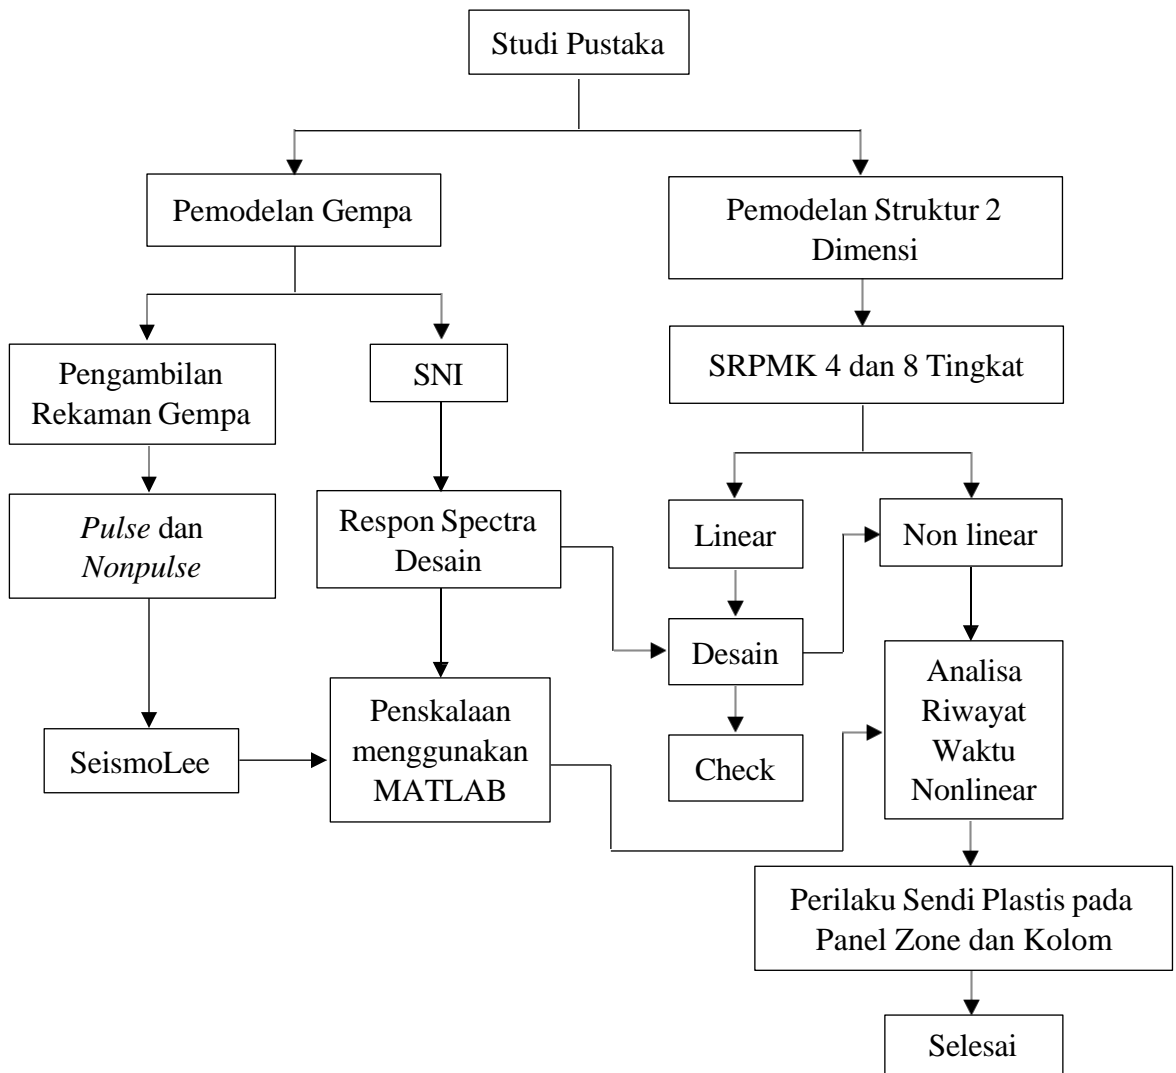 Studi Pustaka
Pemodelan Gempa
Pemodelan Struktur 2
Dimensi
Pengambilan
Rekaman Gempa
SNI
SRPMK 4 dan 8 Tingkat
Pulse dan
Nonpulse
Respon Spectra
Desain
Linear
Non linear
Desain
SeismoLee
Penskalaan
menggunakan
MATLAB
Check
Analisa
Riwayat
Waktu
Nonlinear
Perilaku Sendi Plastis pada
Panel Zone dan Kolom
Selesai